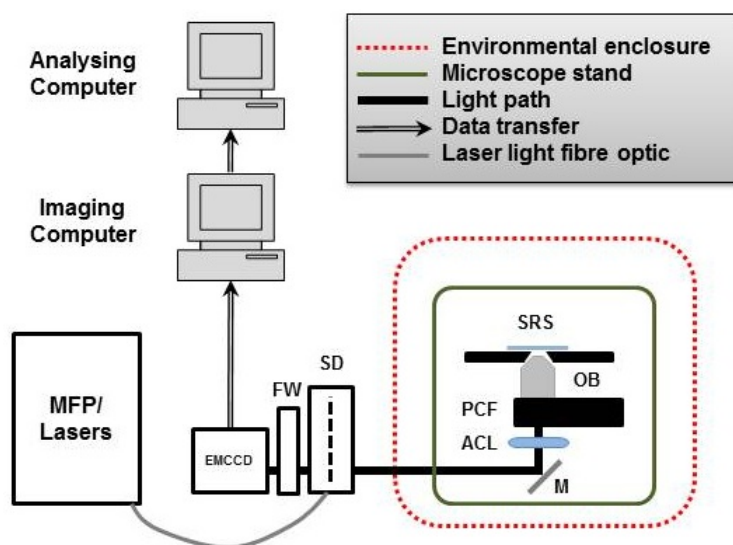 Analysing
Computer
Environmental enclosure
Microscope stand
Light path
Data transfer
Laser light fibre optic
Imaging
Computer
SRS
SD
OB
FW
MFP/
Lasers
PCF
ACL
EMCCD
M